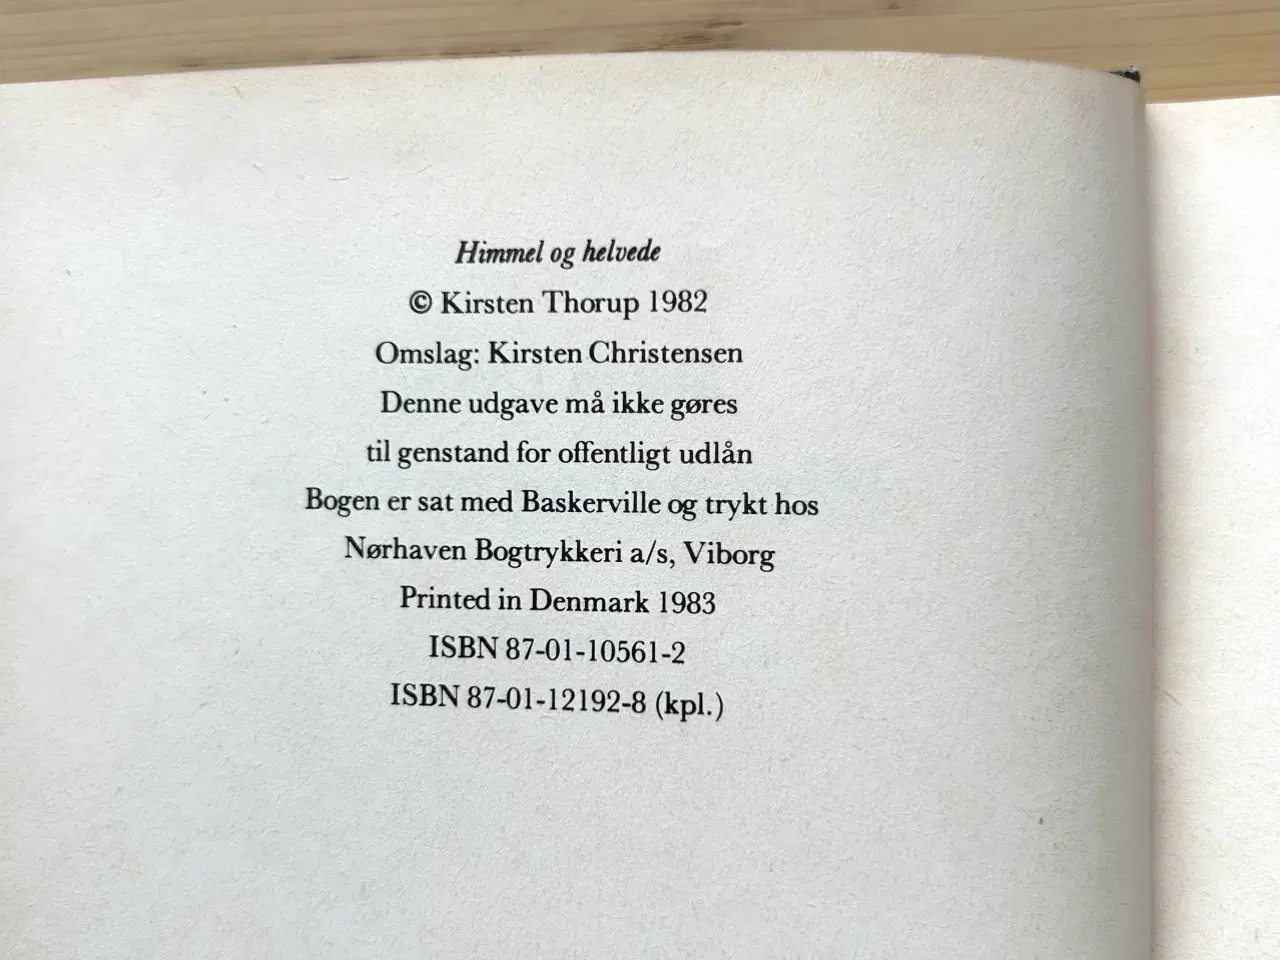 Himmel og helvede
© Kirsten Thorup 1982
Omslag: Kirsten Christensen
Denne udgave må ikke gøres
til genstand for offentligt udlån
Bogen er sat med Baskerville og trykt hos
Nørhaven Bogtrykkeri a/s, Viborg
Printed in Denmark 1983
ISBN 87-01-10561-2
ISBN 87-01-12192-8 (kpl.)